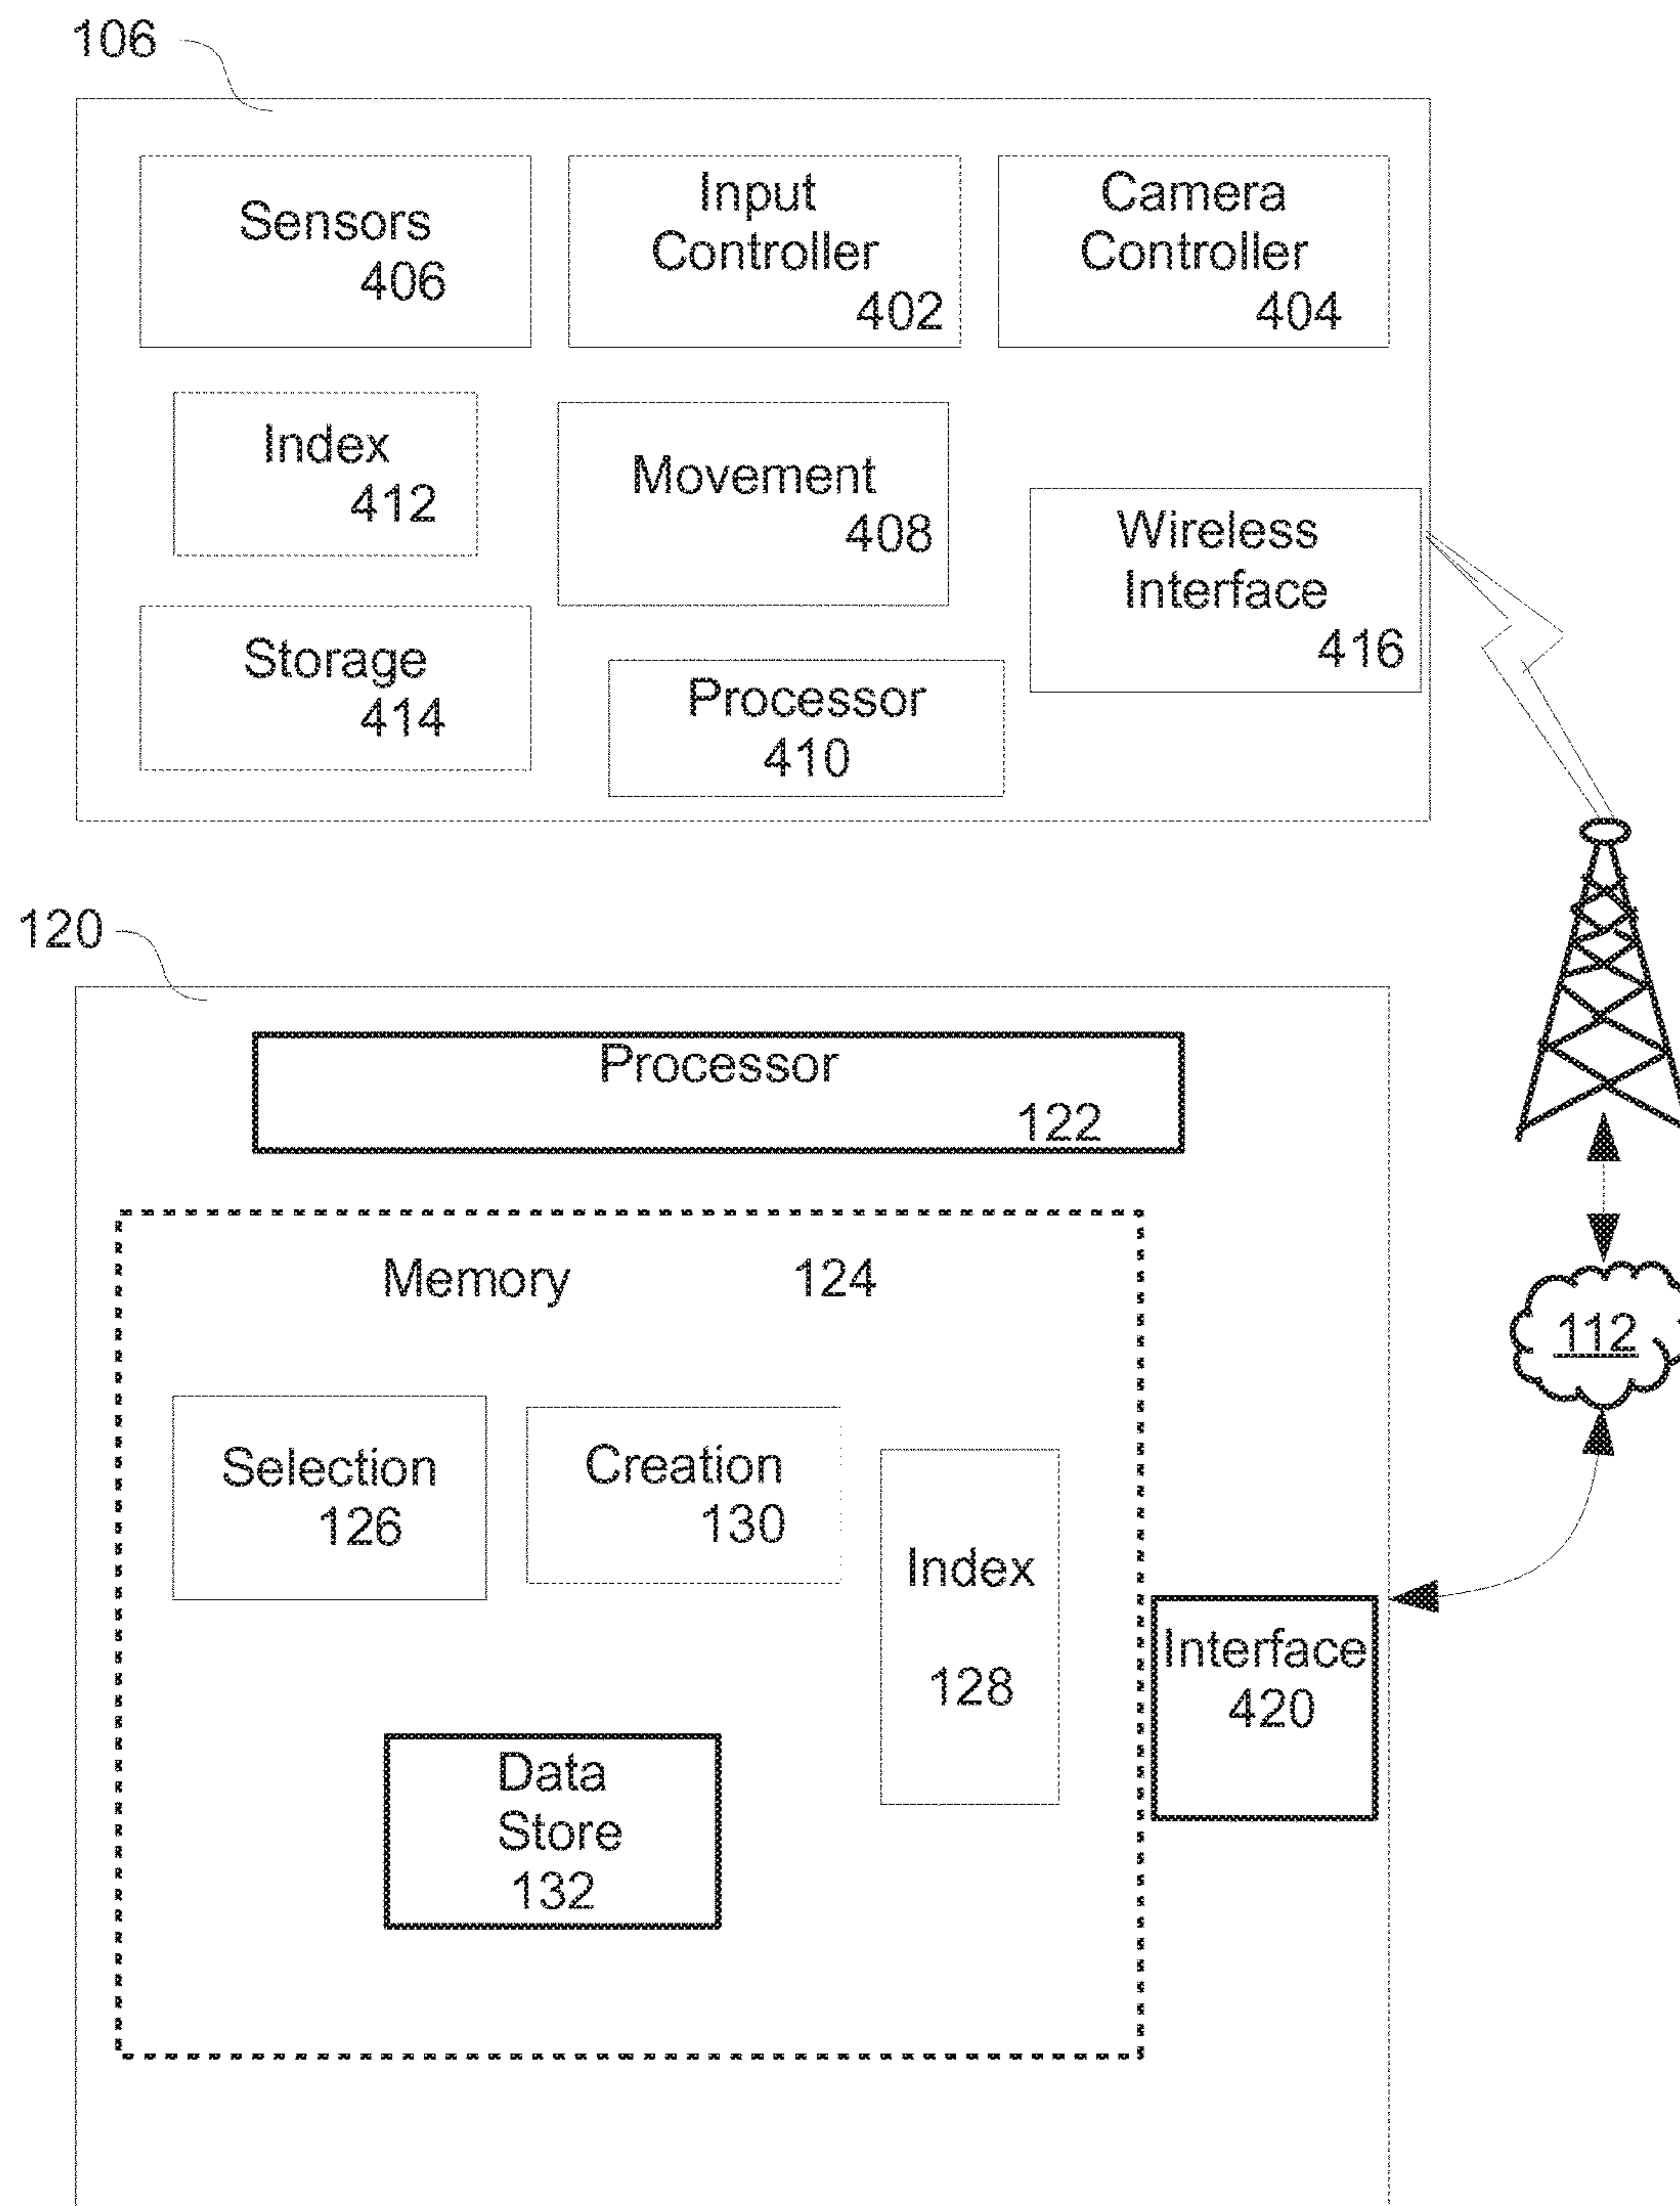 106
Sensors
406
Input
Controller
402
Camera
Controller
404
Index
412
Movement
408
Wireless
Interface
416
Storage
414
Processor
410
120
Processor
122
Memory 124
112
Selection
126
Creation
130
Index
128
Interface
420
Data
Store
132